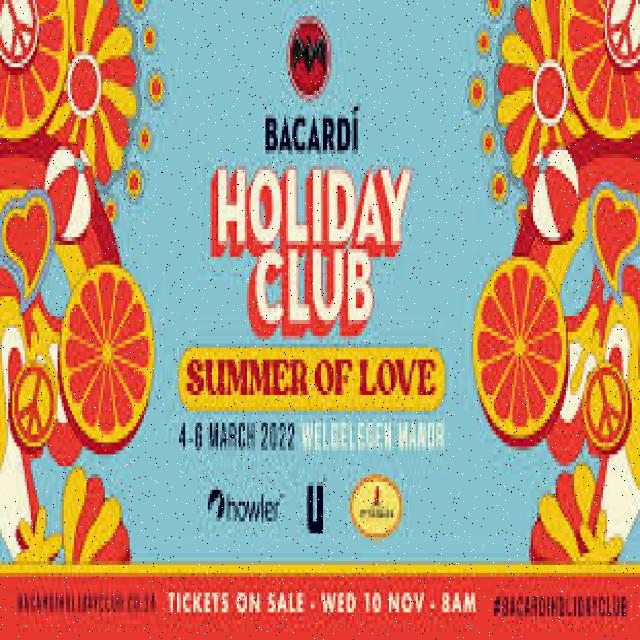 BACARDÍ
HOLIDAY
CLUB
SUMMER OF LOVE
4-6 MARCH 2022 WELGELEGEN MANOR
howler
BACARDIHOLIDAYCLUB.CO.ZA TICKETS ON SALE - WED 10 NOV - 8AM #BACARDIHOLIDAYCLUB